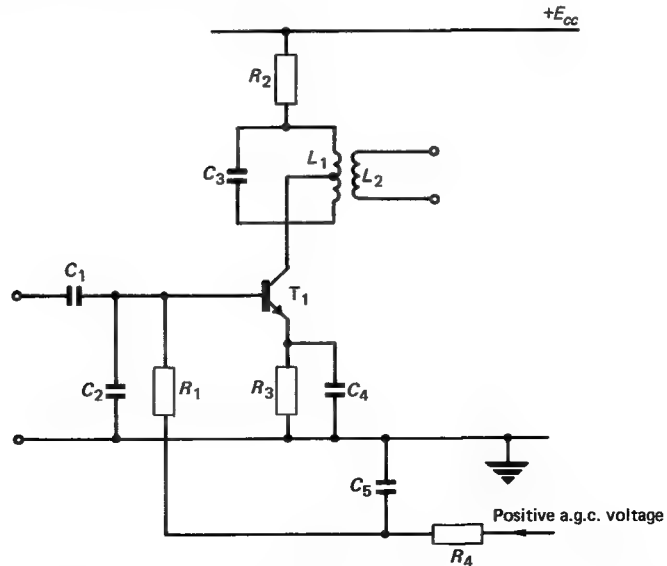 +E_cc
R_2
C_3
L_1
L_2
C_1
T_1
C_2
R_1
R_3
C_4
C_5
Positive a.g.c. voltage
R_4